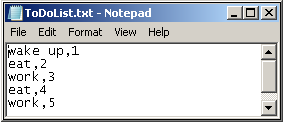 ToDoList.txt - Notepad
File Edit Format View Help
wake up,1
eat,2
work,3
eat,4
work,5